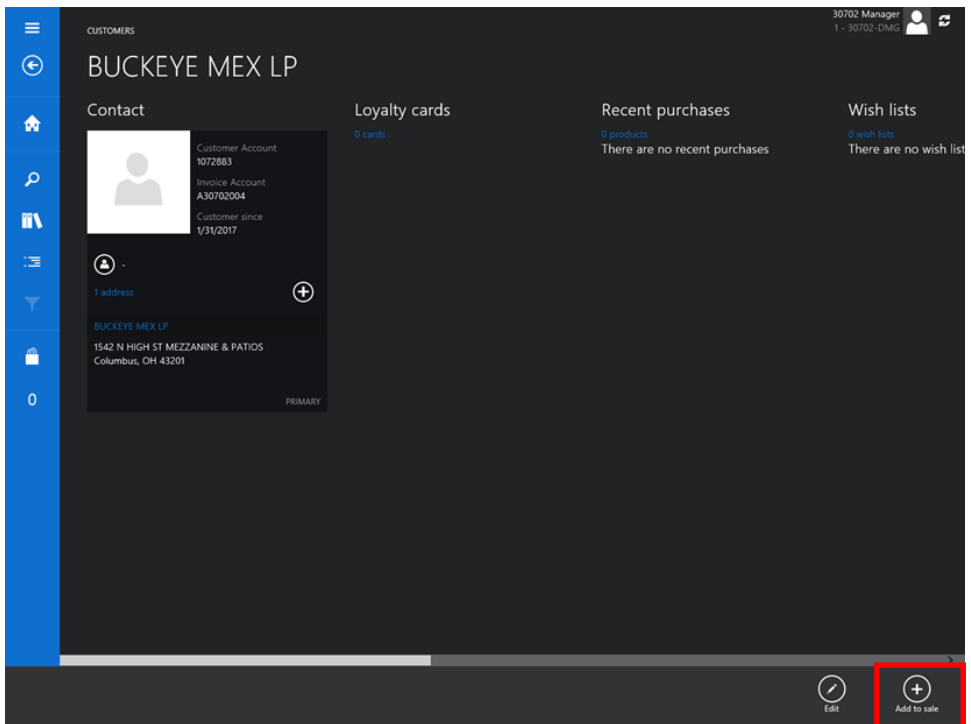 30702 Manager
1 - 30702-DMG
CUSTOMERS
BUCKEYE MEX LP
Contact
Customer Account
1072883
Invoice Account
A30702004
Customer since
1/31/2017
-
1 address
BUCKEYE MEX LP
1542 N HIGH ST MEZZANINE & PATIOS
Columbus, OH 43201
PRIMARY
Loyalty cards
0 cards
Recent purchases
0 products
There are no recent purchases
Wish lists
0 wish lists
There are no wish list
0
Edit
Add to sale